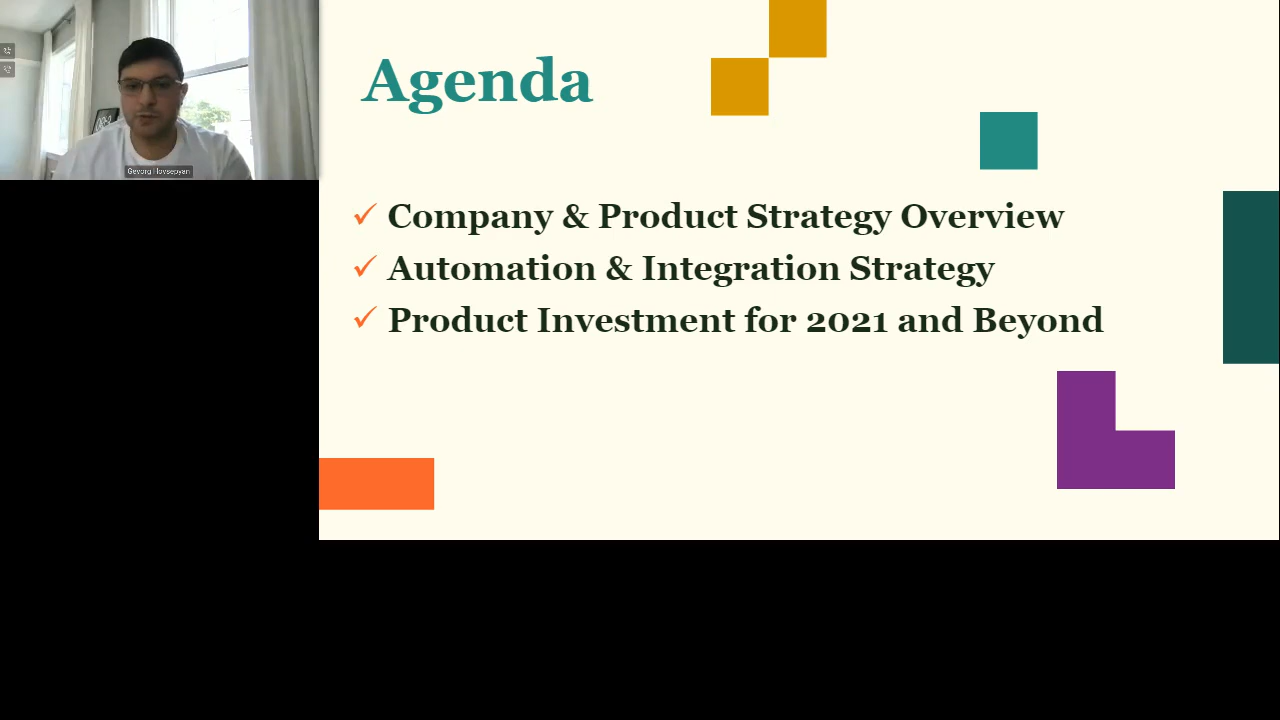 Gevorg Hovsepyan
Agenda
✓ Company & Product Strategy Overview
✓ Automation & Integration Strategy
✓ Product Investment for 2021 and Beyond